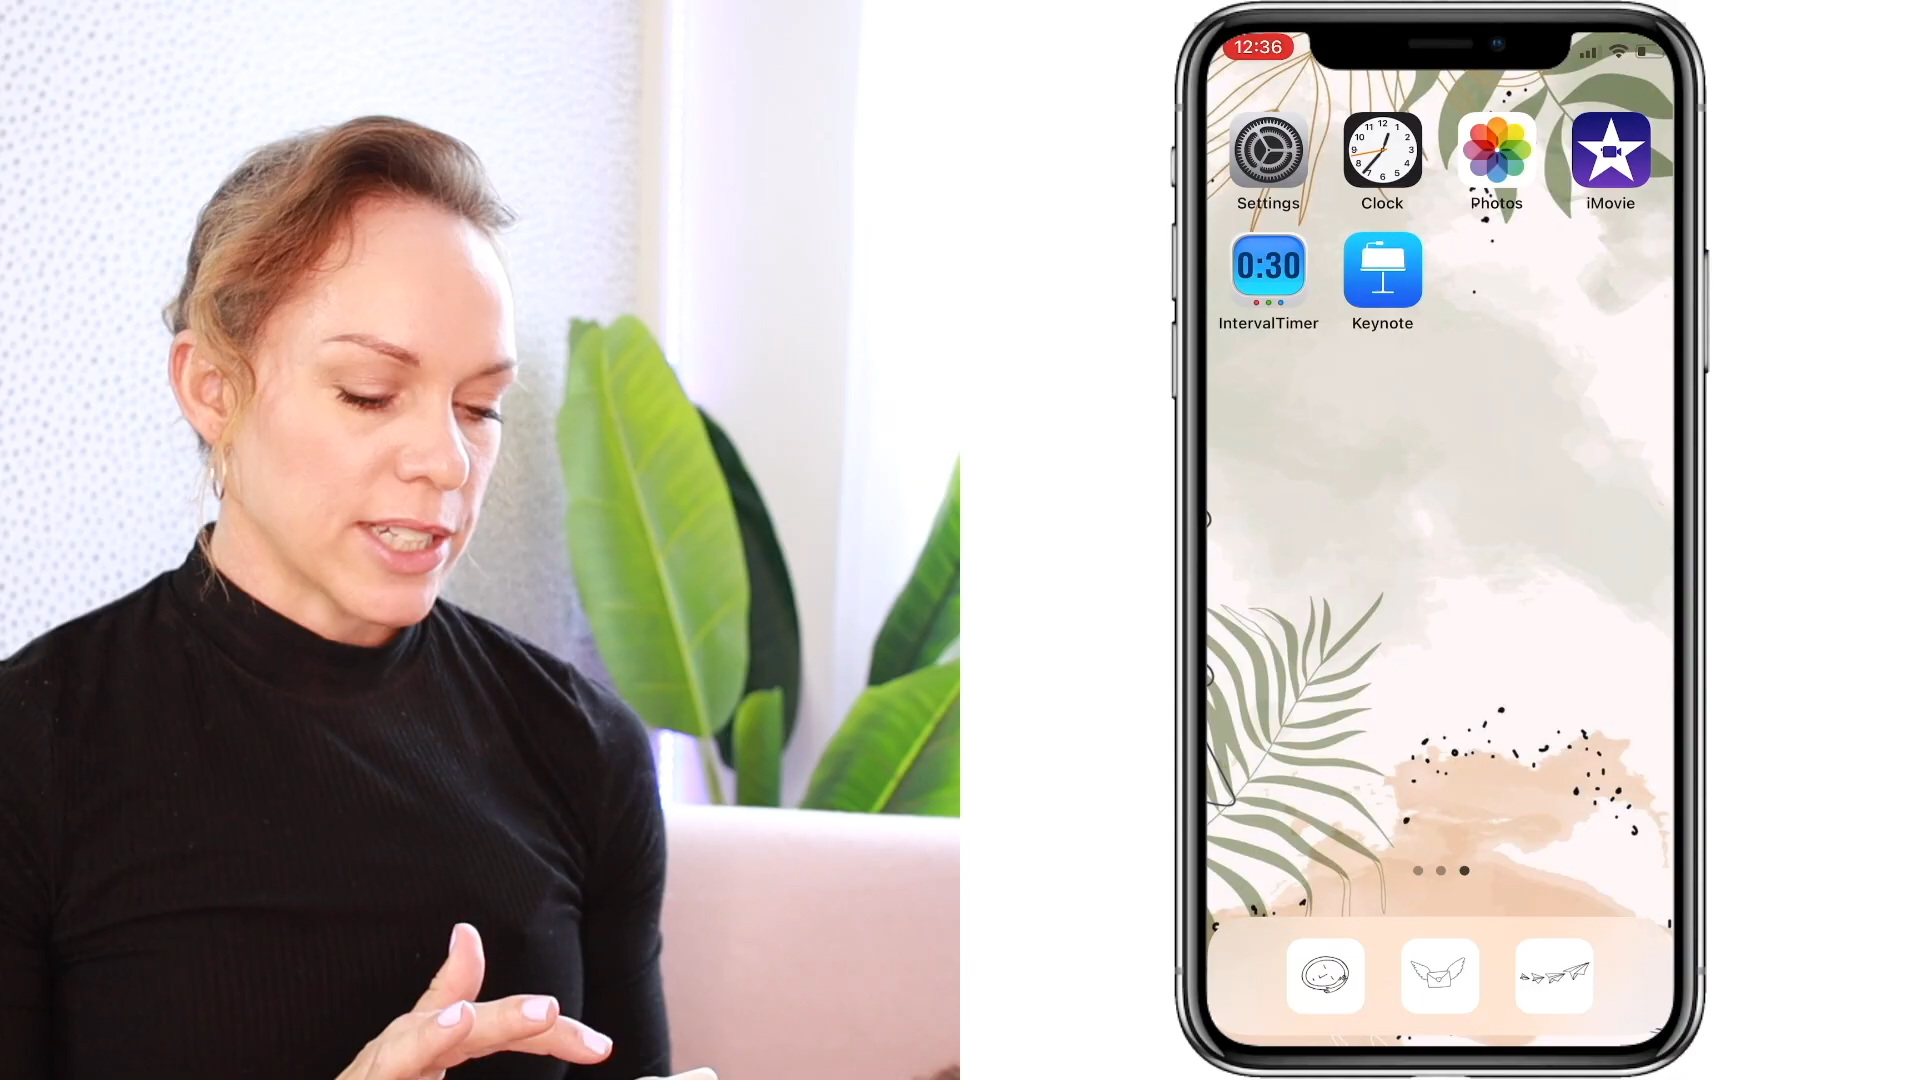 12:36
Settings
Clock
Photos
iMovie
0:30
IntervalTimer
Keynote